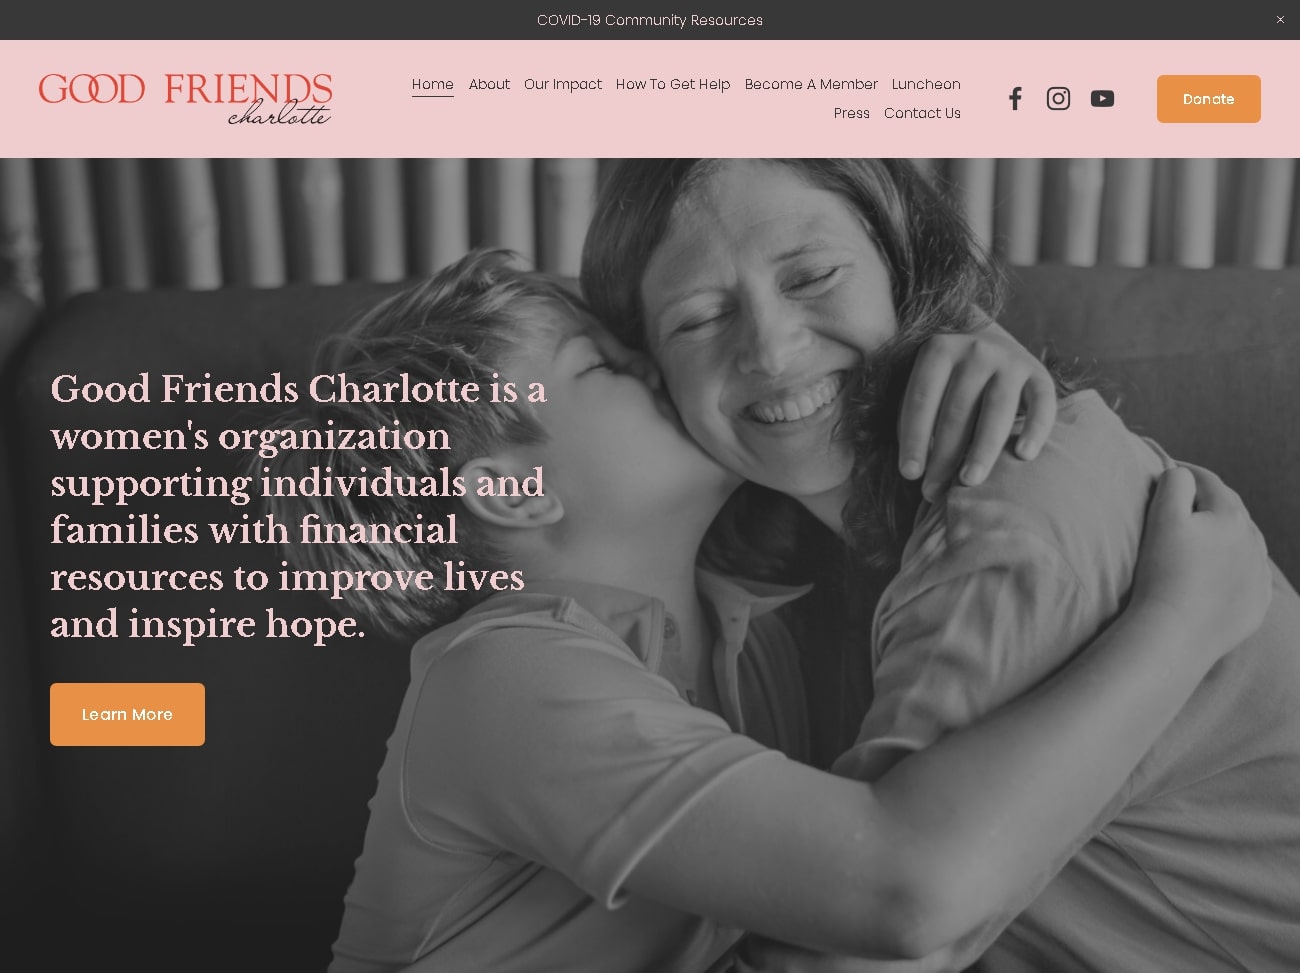 COVID-19 Community Resources
GOOD FRIENDS
charlotte
Home About Our Impact How To Get Help Become A Member Luncheon
Press Contact Us
Donate
Good Friends Charlotte is a
women's organization
supporting individuals and
families with financial
resources to improve lives
and inspire hope.
Learn More